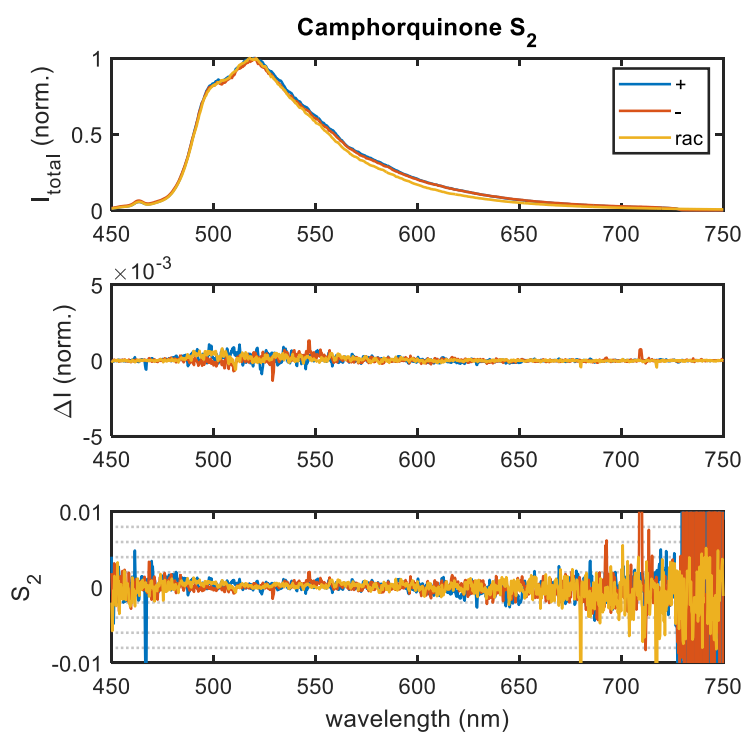 Camphorquinone S2
1
0.5
0
I total (norm.)
+
-
rac
450 500 550 600 650 700 750
×10-3
5
0
-5
ΔI (norm.)
450 500 550 600 650 700 750
0.01
0
-0.01
S2
450 500 550 600 650 700 750
wavelength (nm)